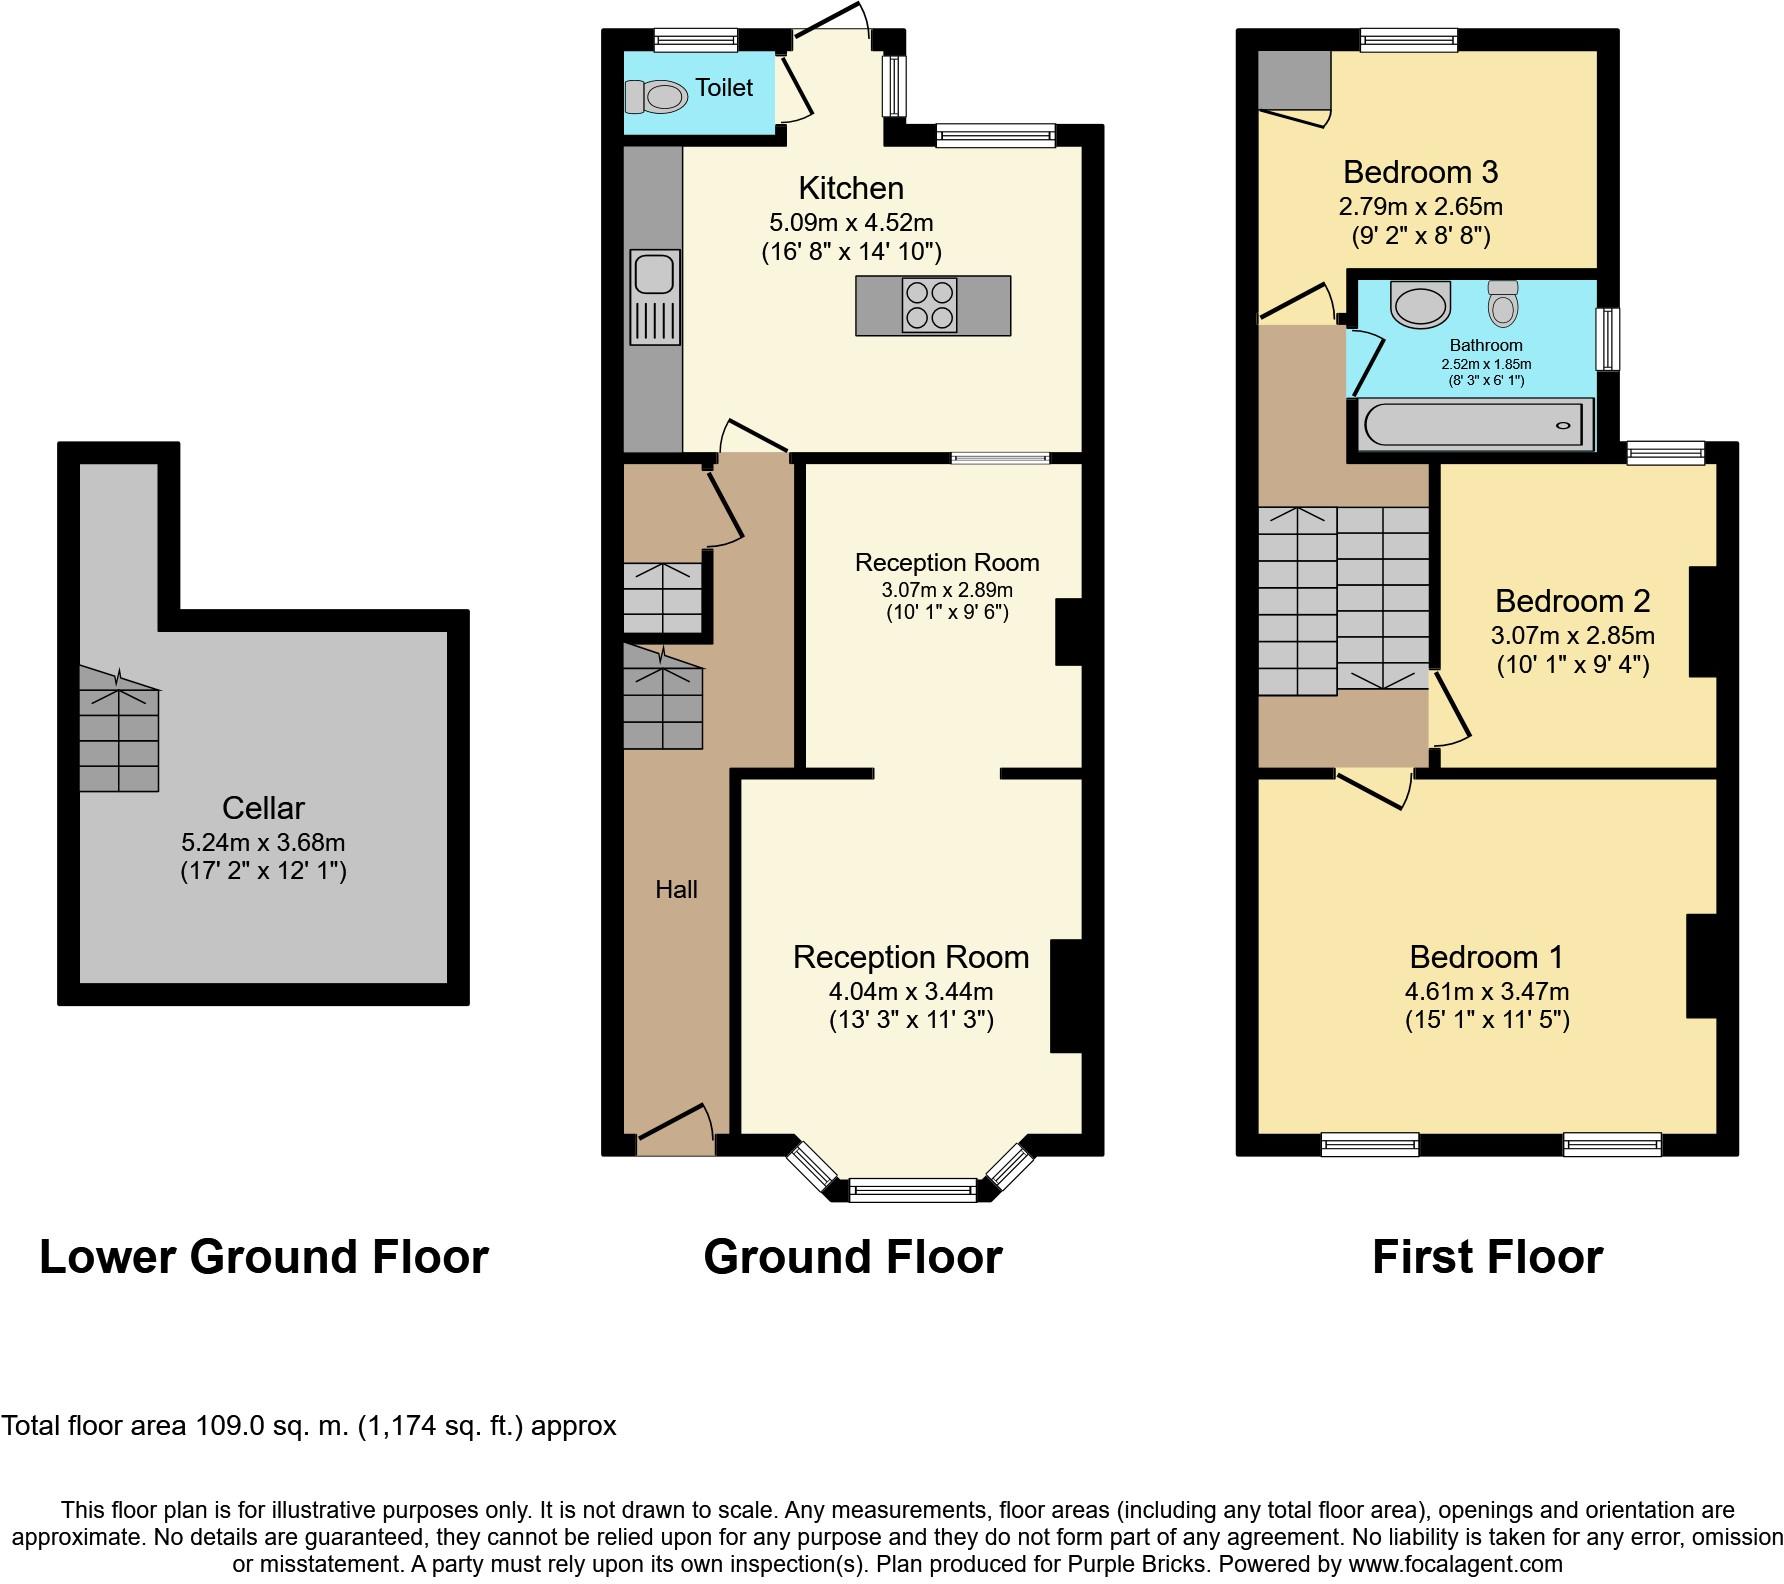 Toilet
Kitchen
5.09m x 4.52m
(16' 8" x 14' 10")
Reception Room
3.07m x 2.89m
(10' 1" x 9' 6")
Hall
Reception Room
4.04m x 3.44m
(13' 3" x 11' 3")
Cellar
5.24m x 3.68m
(17' 2" x 12' 1")
Bedroom 3
2.79m x 2.65m
(9' 2" x 8' 8")
Bathroom
2.52m x 1.85m
(8' 3" x 6' 1")
Bedroom 2
3.07m x 2.85m
(10' 1" x 9' 4")
Bedroom 1
4.61m x 3.47m
(15' 1" x 11' 5")
Lower Ground Floor
Ground Floor
First Floor
Total floor area 109.0 sq. m. (1,174 sq. ft.) approx
This floor plan is for illustrative purposes only. It is not drawn to scale. Any measurements, floor areas (including any total floor area), openings and orientation are
approximate. No details are guaranteed, they cannot be relied upon for any purpose and they do not form part of any agreement. No liability is taken for any error, omission
or misstatement. A party must rely upon its own inspection(s). Plan produced for Purple Bricks. Powered by www.focalagent.com